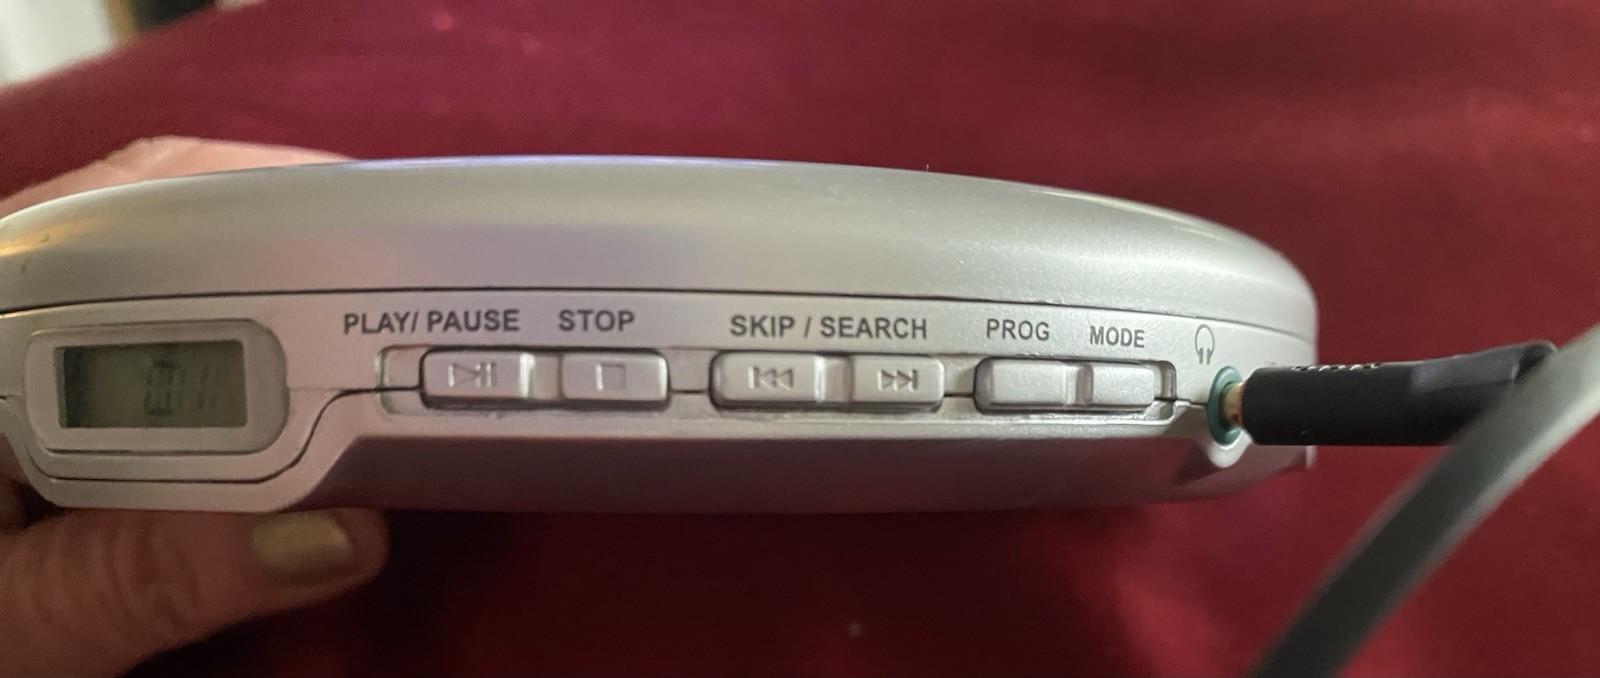 PLAY/ PAUSE STOP SKIP / SEARCH PROG MODE